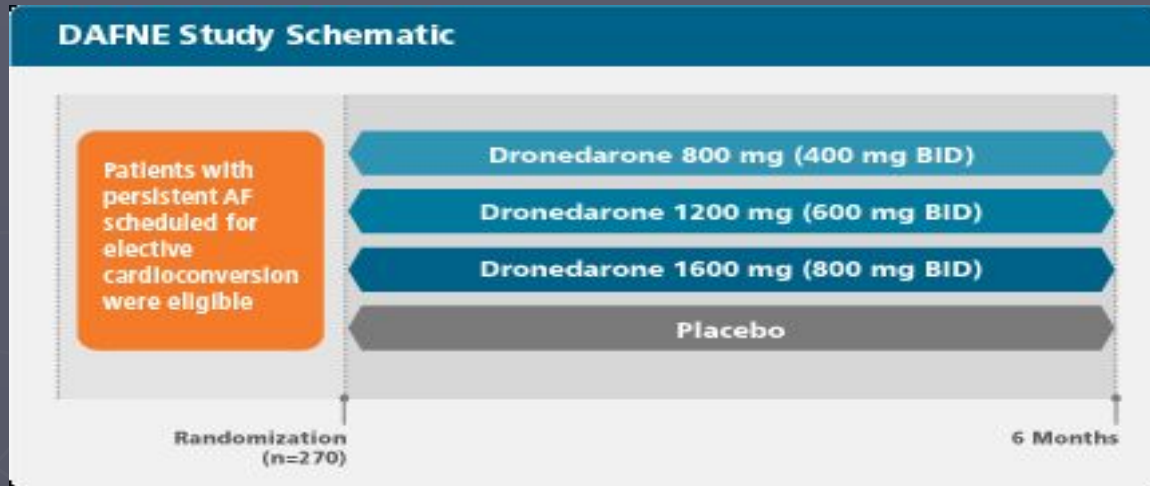 DAFNE Study Schematic
Patients with
persistent AF
scheduled for
elective
cardioconversion
were eligible
Dronedarone 800 mg (400 mg BID)
Dronedarone 1200 mg (600 mg BID)
Dronedarone 1600 mg (800 mg BID)
Placebo
Randomization
(n=270)
6 Months